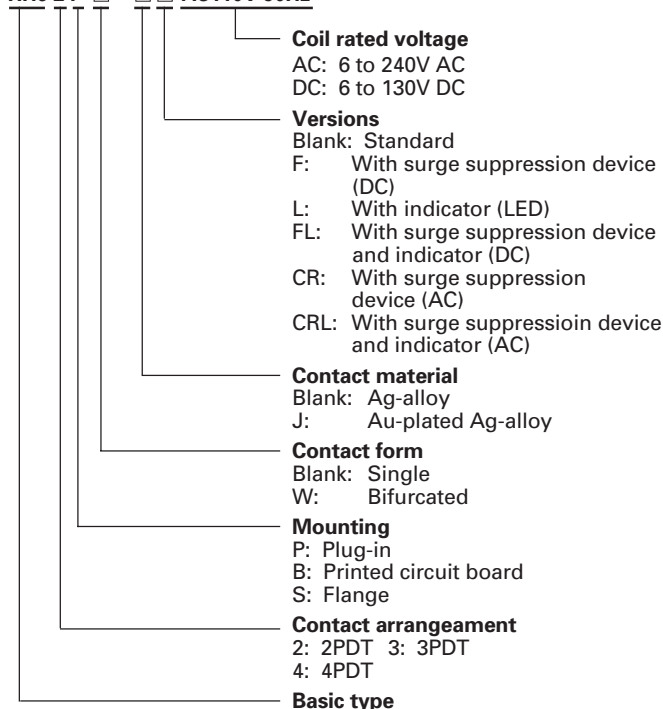 Coil rated voltage
AC: 6 to 240V AC
DC: 6 to 130V DC
Versions
Blank: Standard
F: With surge suppression device
(DC)
L: With indicator (LED)
FL: With surge suppression device
and indicator (DC)
CR: With surge suppression
device (AC)
CRL: With surge suppressioin device
and indicator (AC)
Contact material
Blank: Ag-alloy
J: Au-plated Ag-alloy
Contact form
Blank: Single
W: Bifurcated
Mounting
P: Plug-in
B: Printed circuit board
S: Flange
Contact arrangeament
2: 2PDT 3: 3PDT
4: 4PDT
Basic type